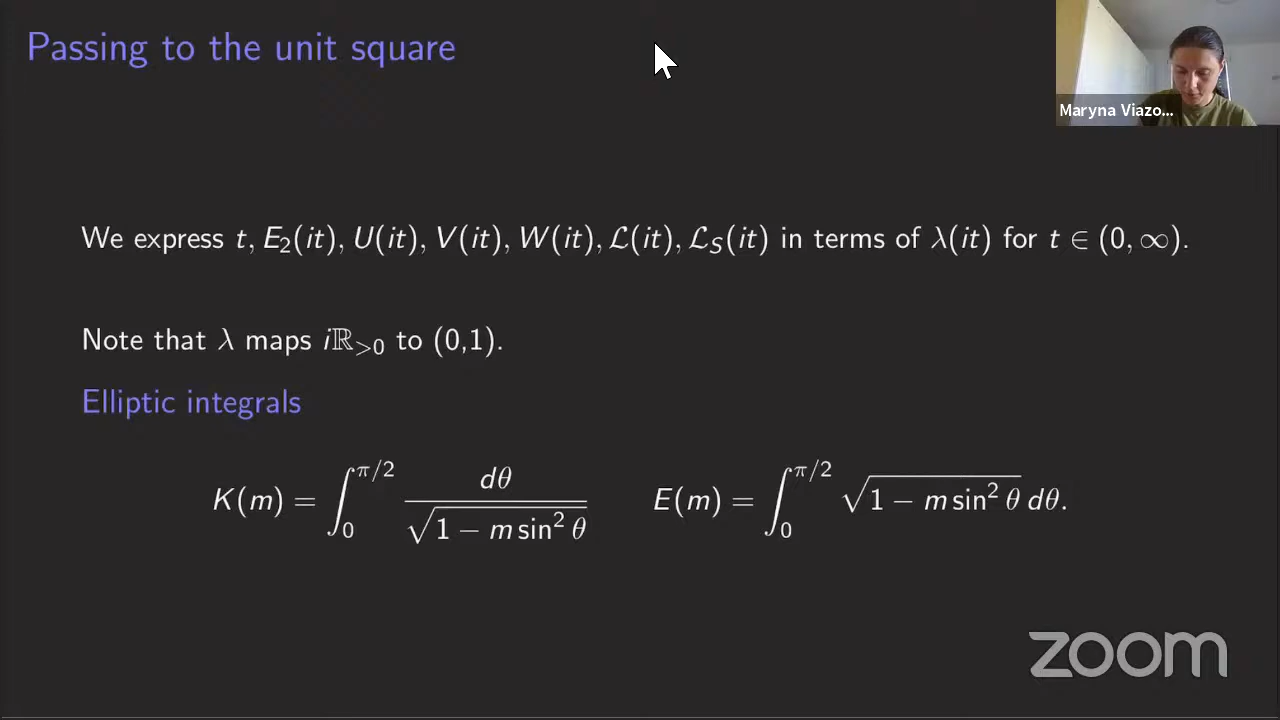 Passing to the unit square
Maryna Viazo...
We express t, E₂(it), U(it), V(it), W(it), ℒ(it), ℒ_S(it) in terms of λ(it) for t ∈ (0, ∞).
Note that λ maps iℝ_{>0} to (0,1).
Elliptic integrals
K(m) = ∫_0^{π/2} dθ / √(1 − m sin² θ)    E(m) = ∫_0^{π/2} √(1 − m sin² θ) dθ.
zoom